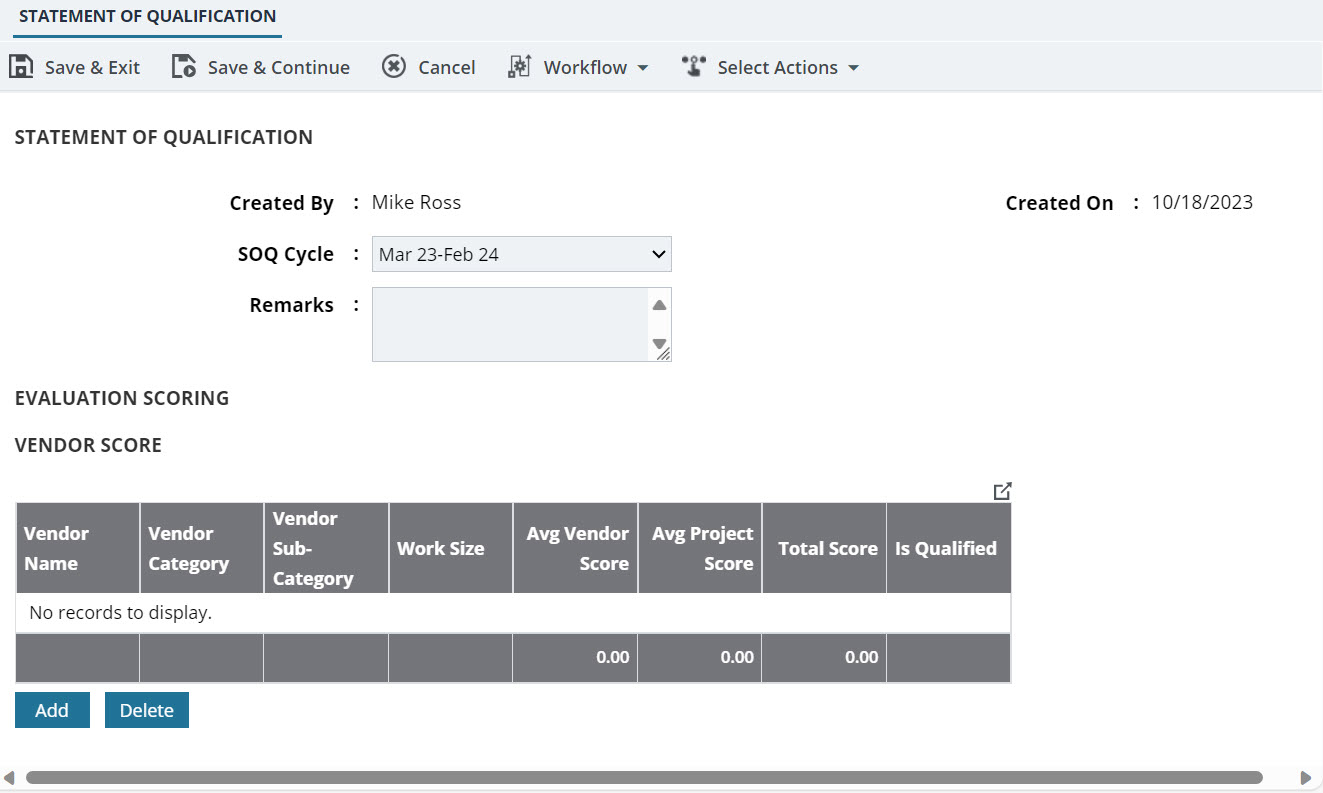 STATEMENT OF QUALIFICATION
Save & Exit Save & Continue Cancel Workflow Select Actions
STATEMENT OF QUALIFICATION
Created By : Mike Ross Created On : 10/18/2023
SOQ Cycle : Mar 23-Feb 24
Remarks :
EVALUATION SCORING
VENDOR SCORE
Vendor Name Vendor Category Vendor Sub-Category Work Size Avg Vendor Score Avg Project Score Total Score Is Qualified
No records to display.
0.00 0.00 0.00
Add Delete